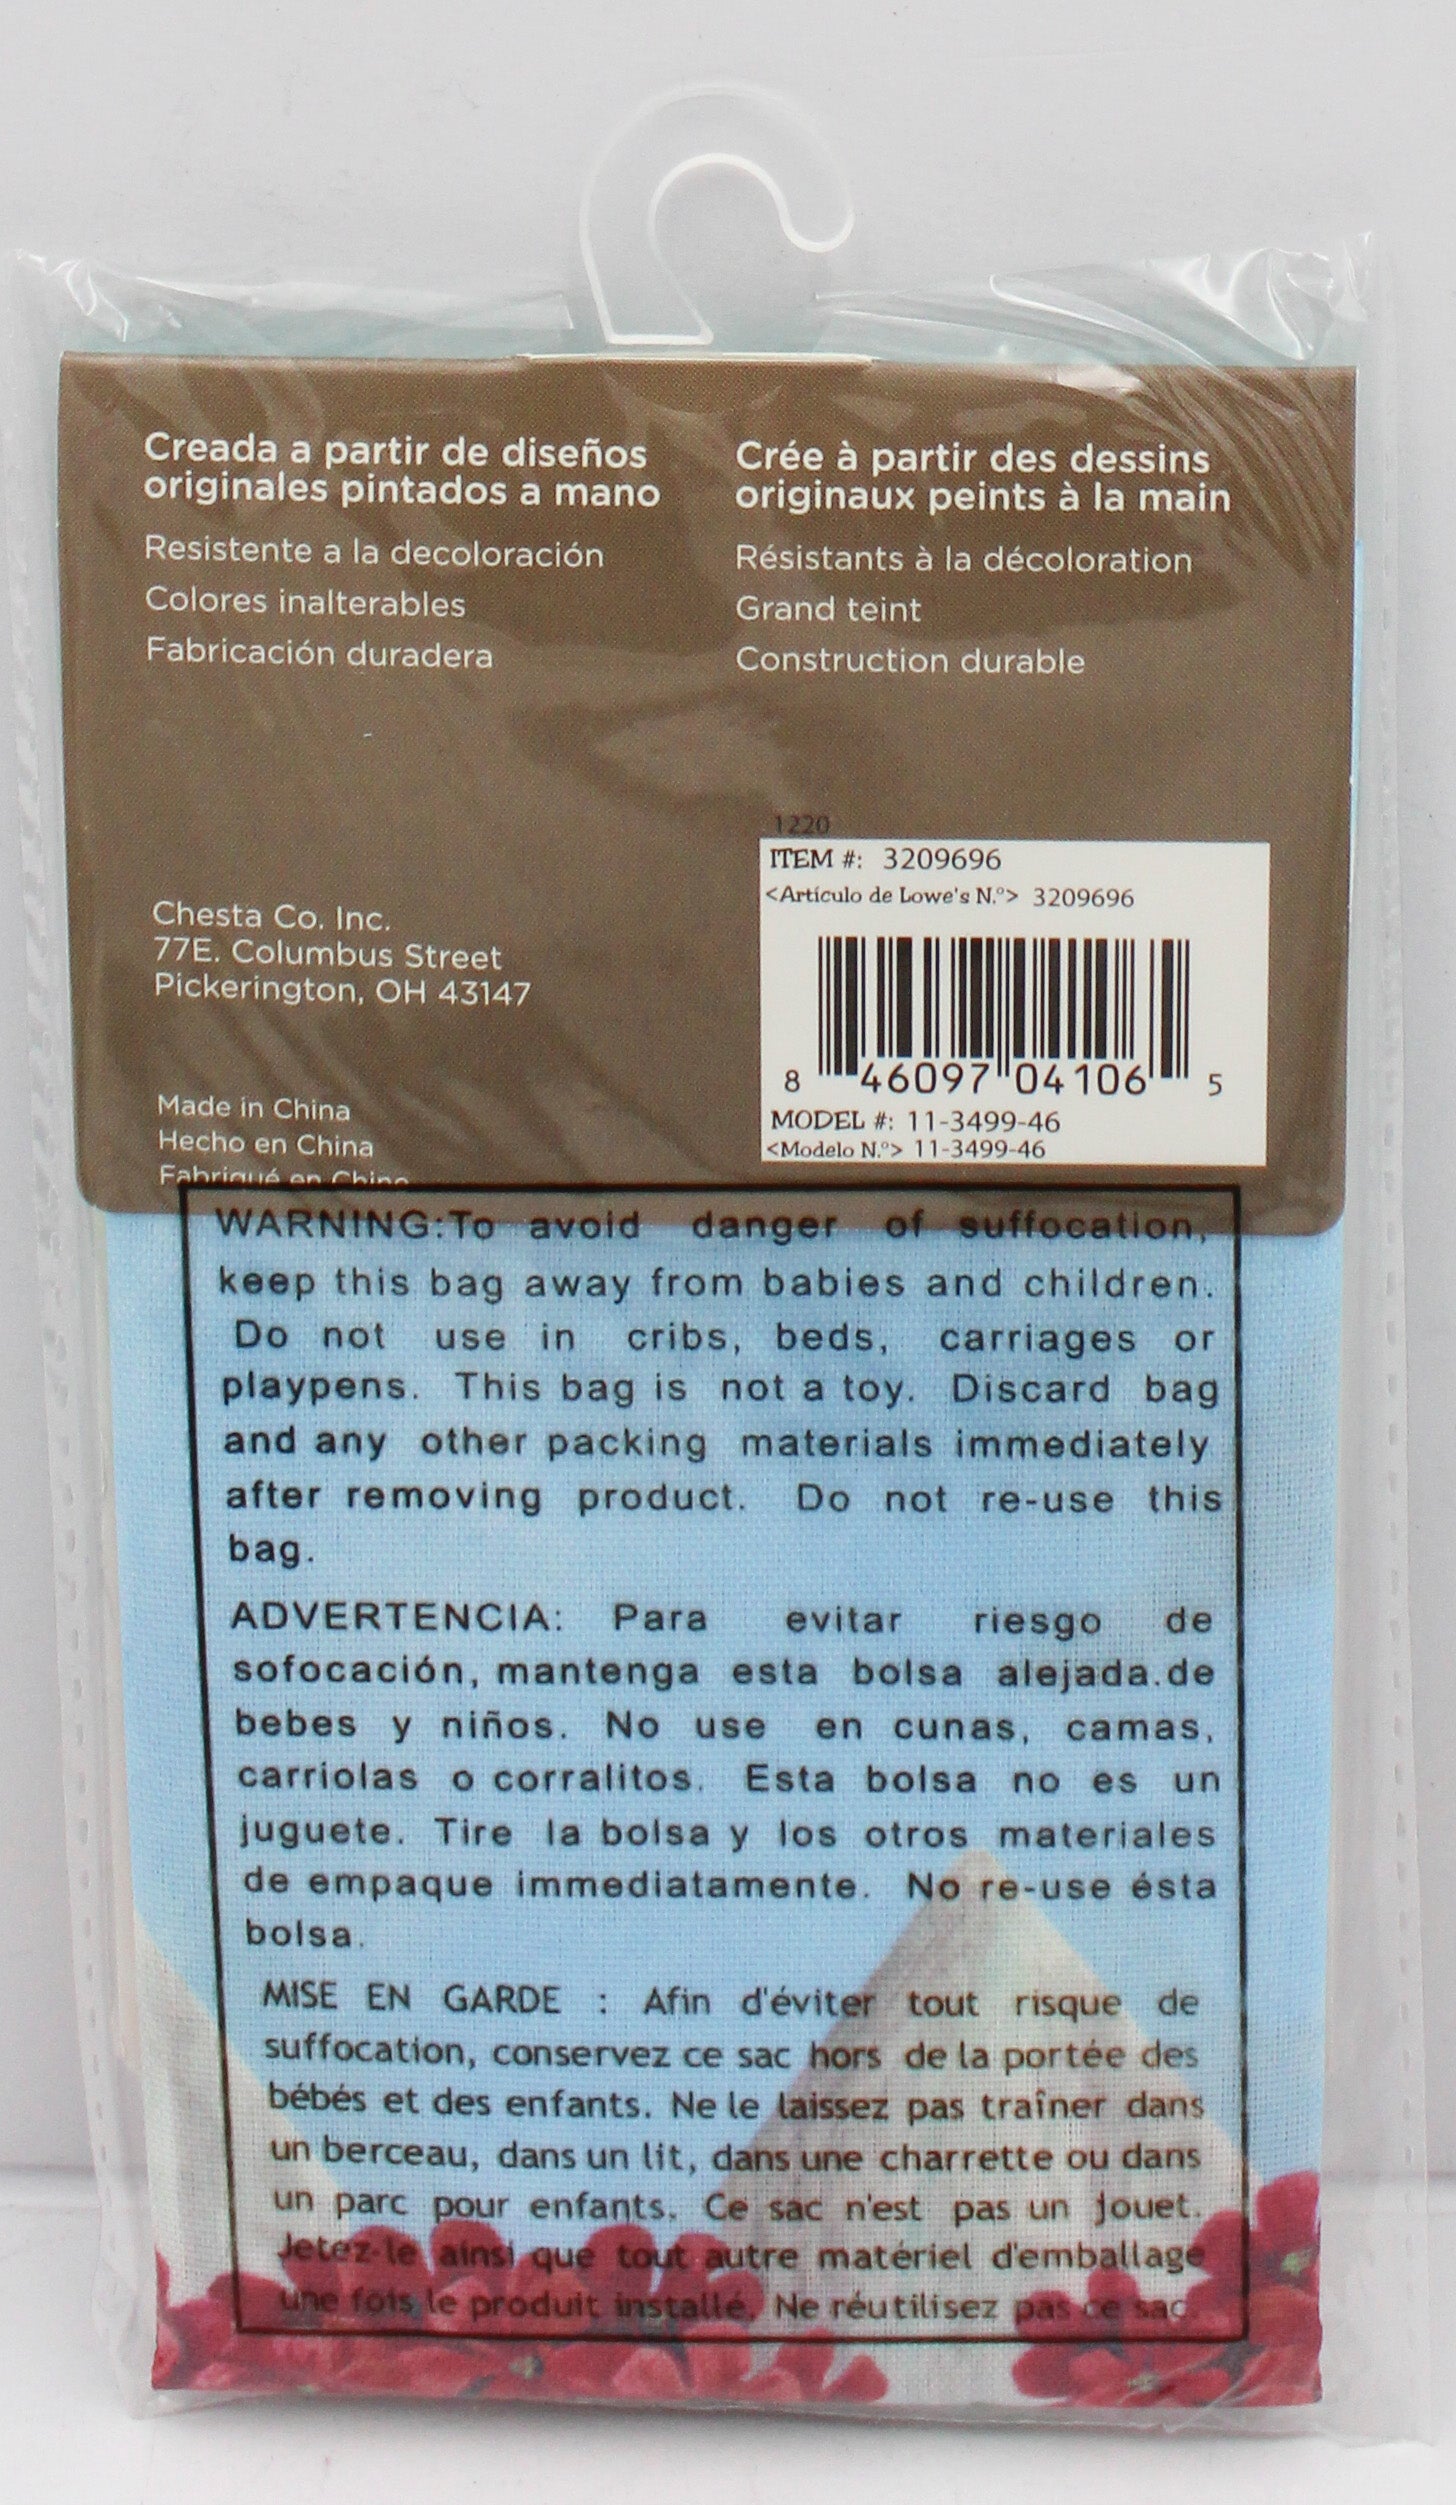 Creada a partir de diseños
originales pintados a mano
Resistente a la decoloración
Colores inalterables
Fabricación duradera
Crée à partir des dessins
originaux peints à la main
Résistants à la décoloration
Grand teint
Construction durable
Chesta Co. Inc.
77E. Columbus Street
Pickerington, OH 43147
Made in China
Hecho en China
Fabriqué en Chine
1220
ITEM #: 3209696
<Artículo de Lowe's N.º> 3209696
8 46097 04106 5
MODEL #: 11-3499-46
<Modelo N.º> 11-3499-46
WARNING:To avoid danger of suffocation,
keep this bag away from babies and children.
Do not use in cribs, beds, carriages or
playpens. This bag is not a toy. Discard bag
and any other packing materials immediately
after removing product. Do not re-use this
bag.
ADVERTENCIA: Para evitar riesgo de
sofocación, mantenga esta bolsa alejada.de
bebes y niños. No use en cunas, camas,
carriolas o corralitos. Esta bolsa no es un
juguete. Tire la bolsa y los otros materiales
de empaque immediatamente. No re-use ésta
bolsa.
MISE EN GARDE : Afin d'éviter tout risque de
suffocation, conservez ce sac hors de la portée des
bébés et des enfants. Ne le laissez pas traîner dans
un berceau, dans un lit, dans une charrette ou dans
un parc pour enfants. Ce sac n'est pas un jouet.
Jetez-le ainsi que tout autre matériel d'emballage
une fois le produit installé. Ne réutilisez pas ce sac.